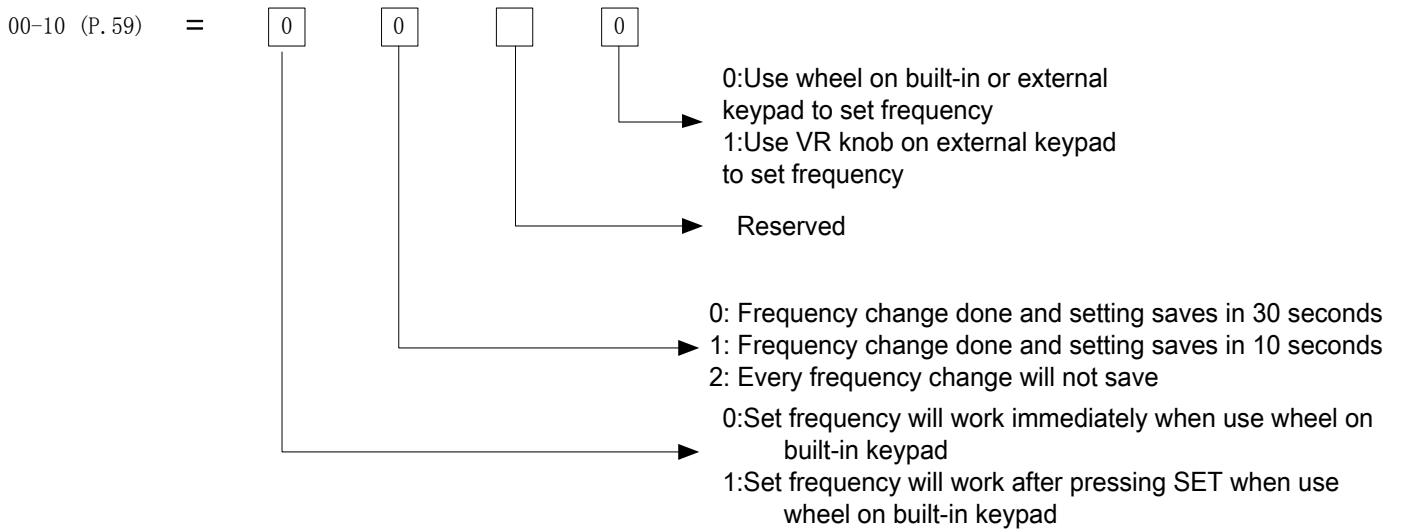 00-10 (P.59) = 0 0 0
0:Use wheel on built-in or external
keypad to set frequency
1:Use VR knob on external keypad
to set frequency
Reserved
0: Frequency change done and setting saves in 30 seconds
1: Frequency change done and setting saves in 10 seconds
2: Every frequency change will not save
0:Set frequency will work immediately when use wheel on
built-in keypad
1:Set frequency will work after pressing SET when use
wheel on built-in keypad